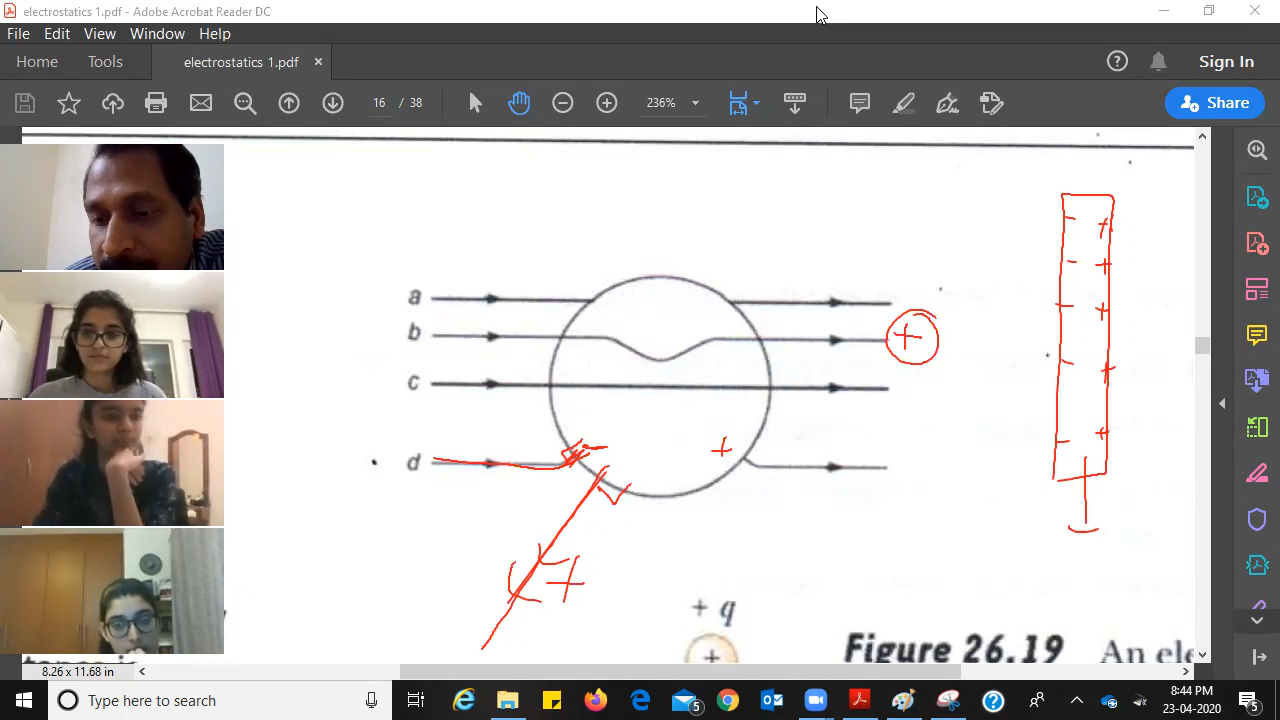 electrostatics 1.pdf - Adobe Acrobat Reader DC
File Edit View Window Help
Home Tools electrostatics 1.pdf × Sign In
16 / 38 236% Share
a
b +
c
d +
+
+ q
+
Figure 26.19 An ele
8.26 x 11.68 in
Type here to search
5
5
8:44 PM
23-04-2020